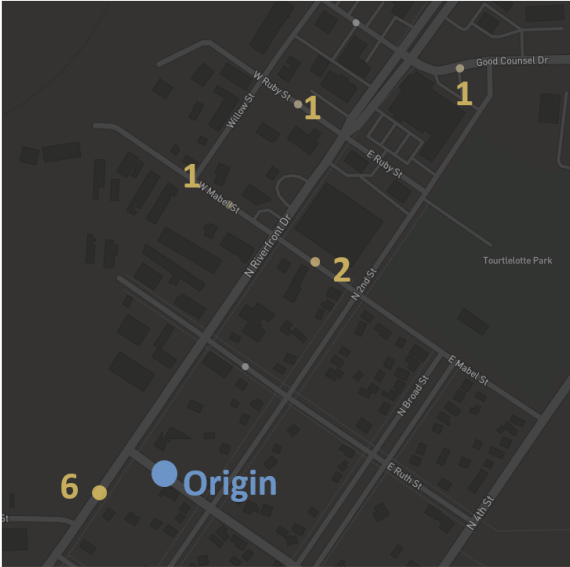 Good Counsel Dr
W Ruby St
1
1
Willow St
E Ruby St
1
W Mabel St
N Riverfront Dr
2
Tourtlelotte Park
N 2nd St
E Mabel St
N Broad St
6
Origin
E Ruth St
N 4th St
St